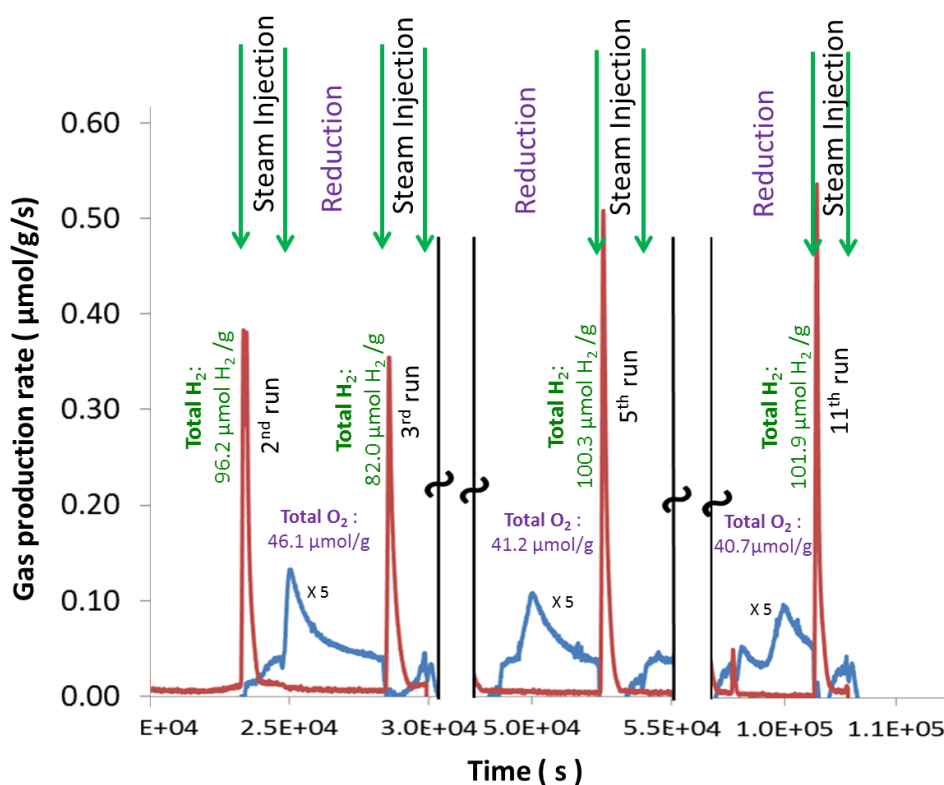 Steam Injection
Reduction
Steam Injection
Reduction
Steam Injection
Reduction
Steam Injection
Gas production rate ( µmol/g/s)
0.60
0.50
0.40
0.30
0.20
0.10
0.00
Total H₂:
96.2 µmol H₂ /g
2nd run
Total H₂:
82.0 µmol H₂ /g
3rd run
Total H₂:
100.3 µmol H₂ /g
5th run
Total H₂:
101.9 µmol H₂ /g
11th run
Total O₂ :
46.1 µmol/g
Total O₂ :
41.2 µmol/g
Total O₂ :
40.7µmol/g
X 5
X 5
X 5
E+04
2.5E+04
3.0E+04
5.0E+04
5.5E+04
1.0E+05
1.1E+05
Time ( s )